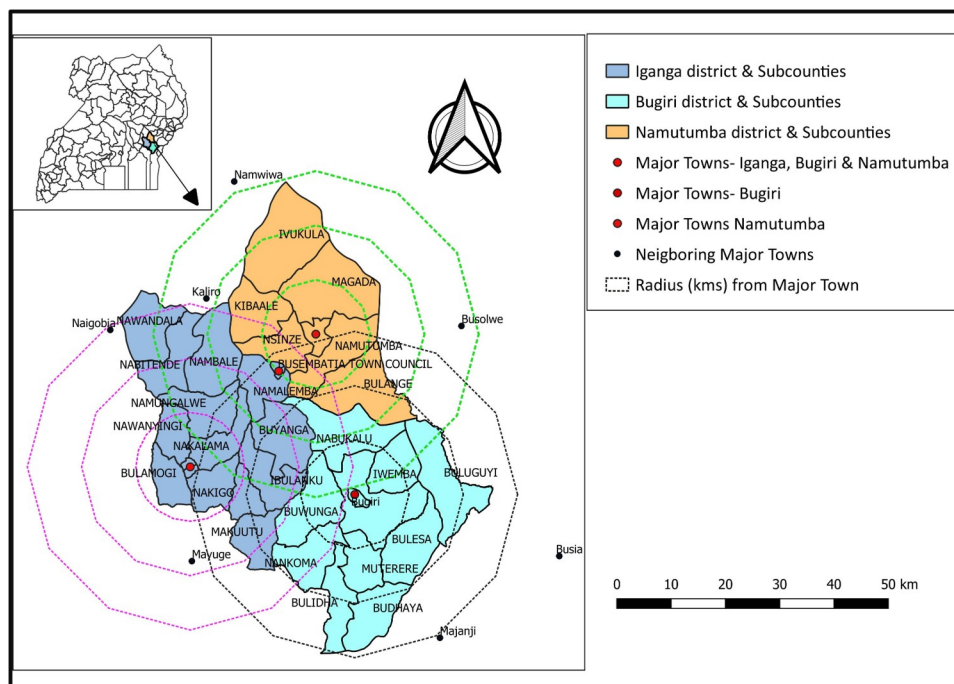 Iganga district & Subcounties
Bugiri district & Subcounties
Namutumba district & Subcounties
Major Towns- Iganga, Bugiri & Namutumba
Major Towns- Bugiri
Major Towns Namutumba
Neigboring Major Towns
Radius (kms) from Major Town
Namwiwa
IVUKULA
MAGADA
Kaliro
KIBAALE
Naigobia
NAWANDALA
Busolwe
NSINZE
NAMUTUMBA
NABITENDE
NAMBALE
BUSEMBATIA TOWN COUNCIL
BULANGE
NAMALEMBA
NAMUNGALWE
NAWANYINGI
BUYANGA
NABUKALU
NAKALAMA
BULAMOGI
IWEMBA
BULUGUYI
IBULANKU
NAKIGO
Bugiri
BUWUNGA
MAKUUTU
BULESA
Mayuge
NANKOMA
Busia
MUTERERE
BULIDHA
BUDHAYA
Majanji
0 10 20 30 40 50 km